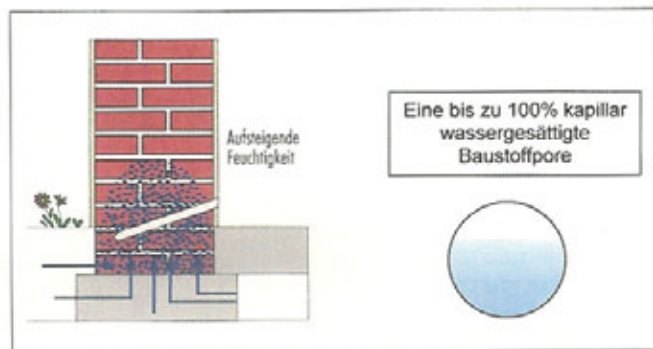 Aufsteigende
Feuchtigkeit
Eine bis zu 100% kapillar
wassergesättigte
Baustoffpore